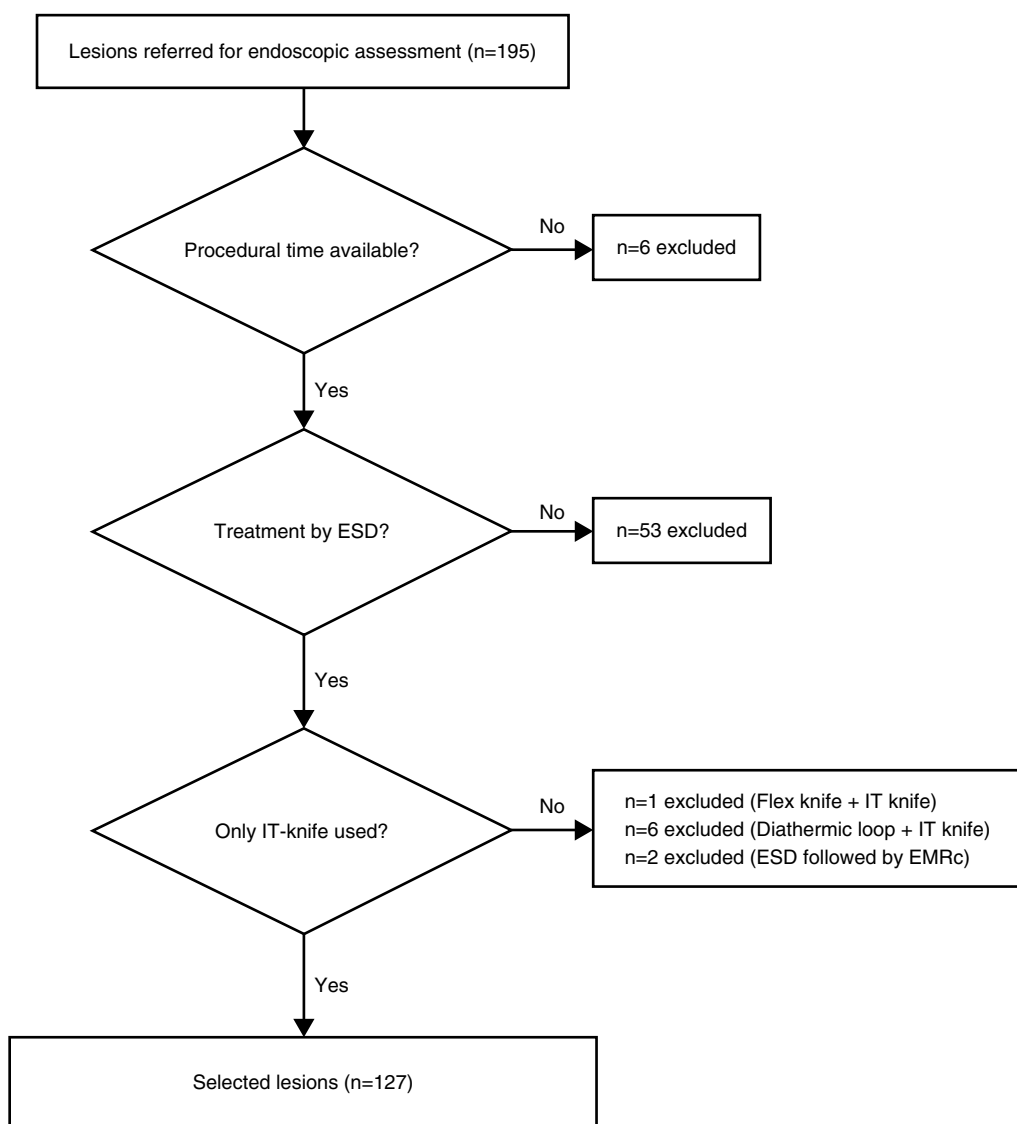 Lesions referred for endoscopic assessment (n=195)
Procedural time available?
No
n=6 excluded
Yes
Treatment by ESD?
No
n=53 excluded
Yes
Only IT-knife used?
No
n=1 excluded (Flex knife + IT knife)
n=6 excluded (Diathermic loop + IT knife)
n=2 excluded (ESD followed by EMRc)
Yes
Selected lesions (n=127)